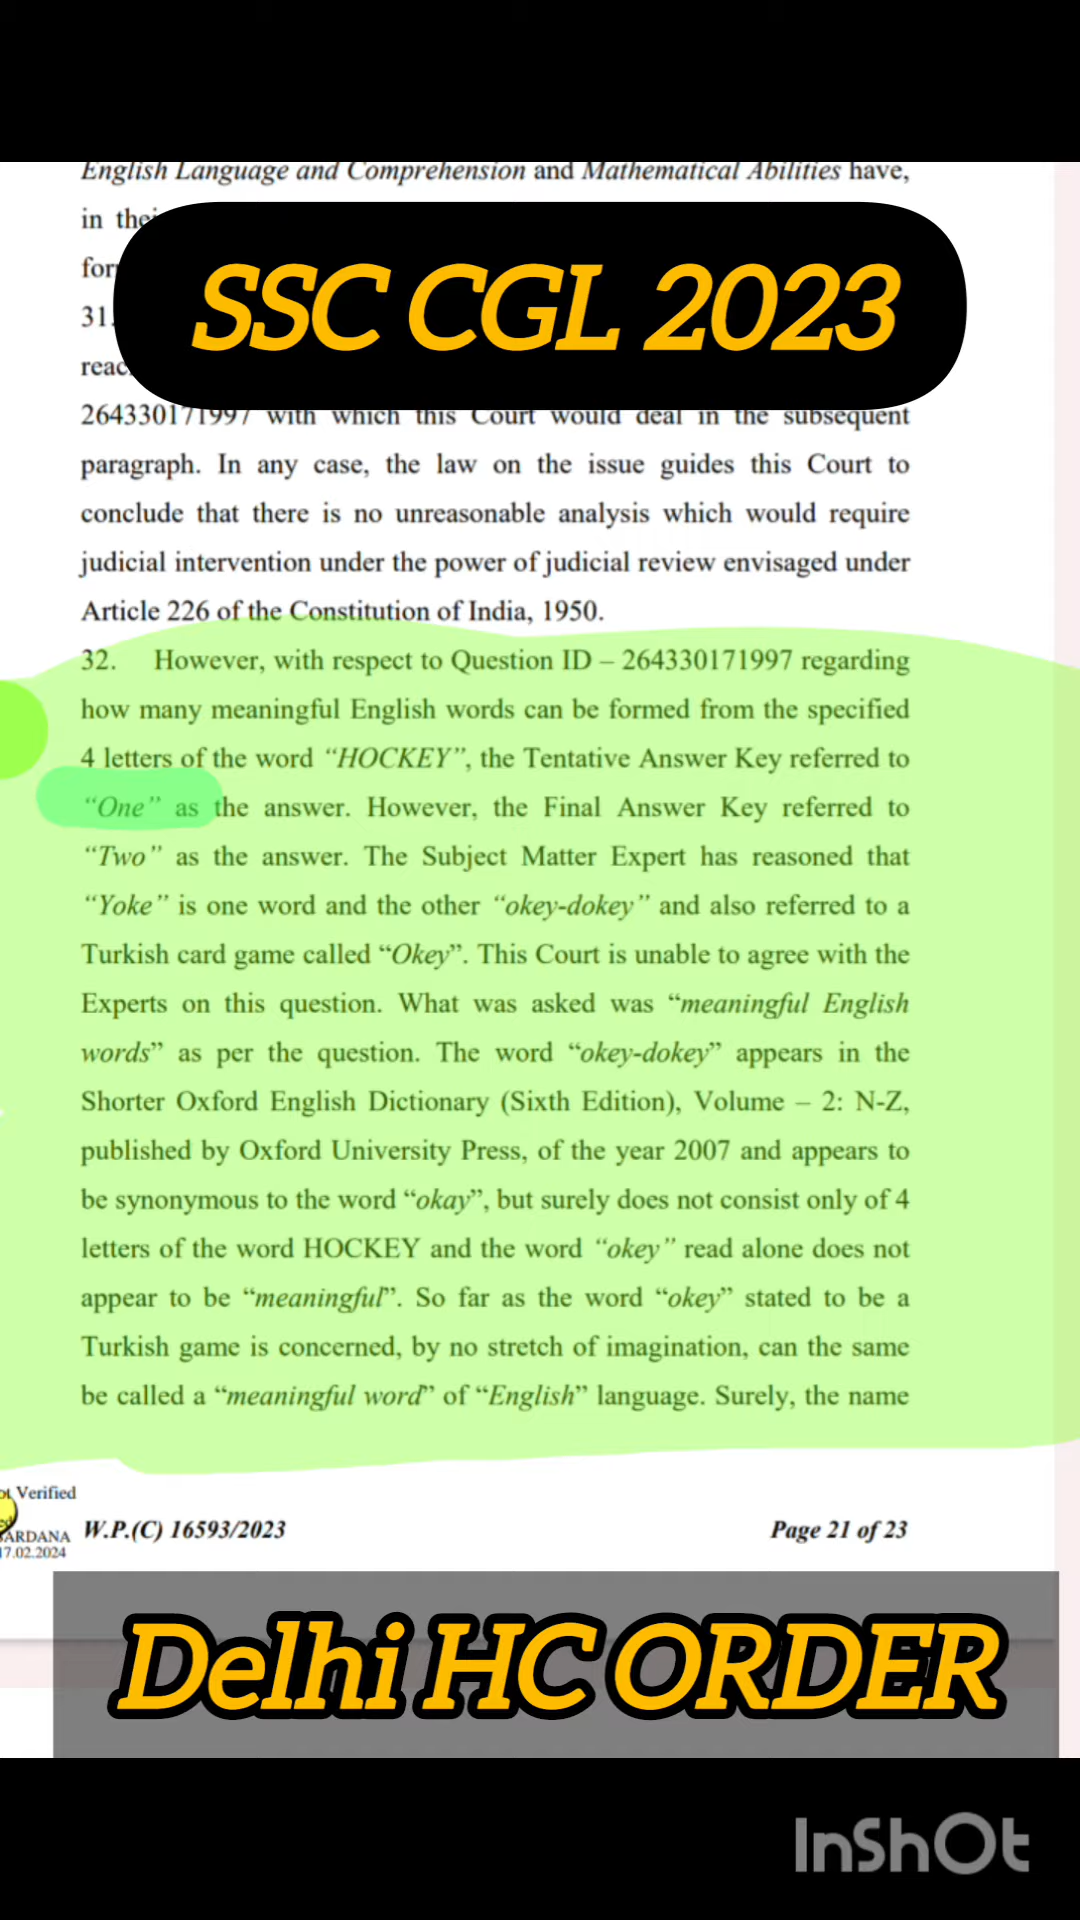 English Language and Comprehension and Mathematical Abilities have,
in
SSC CGL 2023
31.
264330171997 with which this Court would deal in the subsequent
paragraph. In any case, the law on the issue guides this Court to
conclude that there is no unreasonable analysis which would require
judicial intervention under the power of judicial review envisaged under
Article 226 of the Constitution of India, 1950.
32. However, with respect to Question ID – 264330171997 regarding
how many meaningful English words can be formed from the specified
4 letters of the word “HOCKEY”, the Tentative Answer Key referred to
“One” as the answer. However, the Final Answer Key referred to
“Two” as the answer. The Subject Matter Expert has reasoned that
“Yoke” is one word and the other “okey-dokey” and also referred to a
Turkish card game called “Okey”. This Court is unable to agree with the
Experts on this question. What was asked was “meaningful English
words” as per the question. The word “okey-dokey” appears in the
Shorter Oxford English Dictionary (Sixth Edition), Volume – 2: N-Z,
published by Oxford University Press, of the year 2007 and appears to
be synonymous to the word “okay”, but surely does not consist only of 4
letters of the word HOCKEY and the word “okey” read alone does not
appear to be “meaningful”. So far as the word “okey” stated to be a
Turkish game is concerned, by no stretch of imagination, can the same
be called a “meaningful word” of “English” language. Surely, the name
Verified
ARDANA
17.02.2024
W.P.(C) 16593/2023
Page 21 of 23
Delhi HC ORDER
InShOt